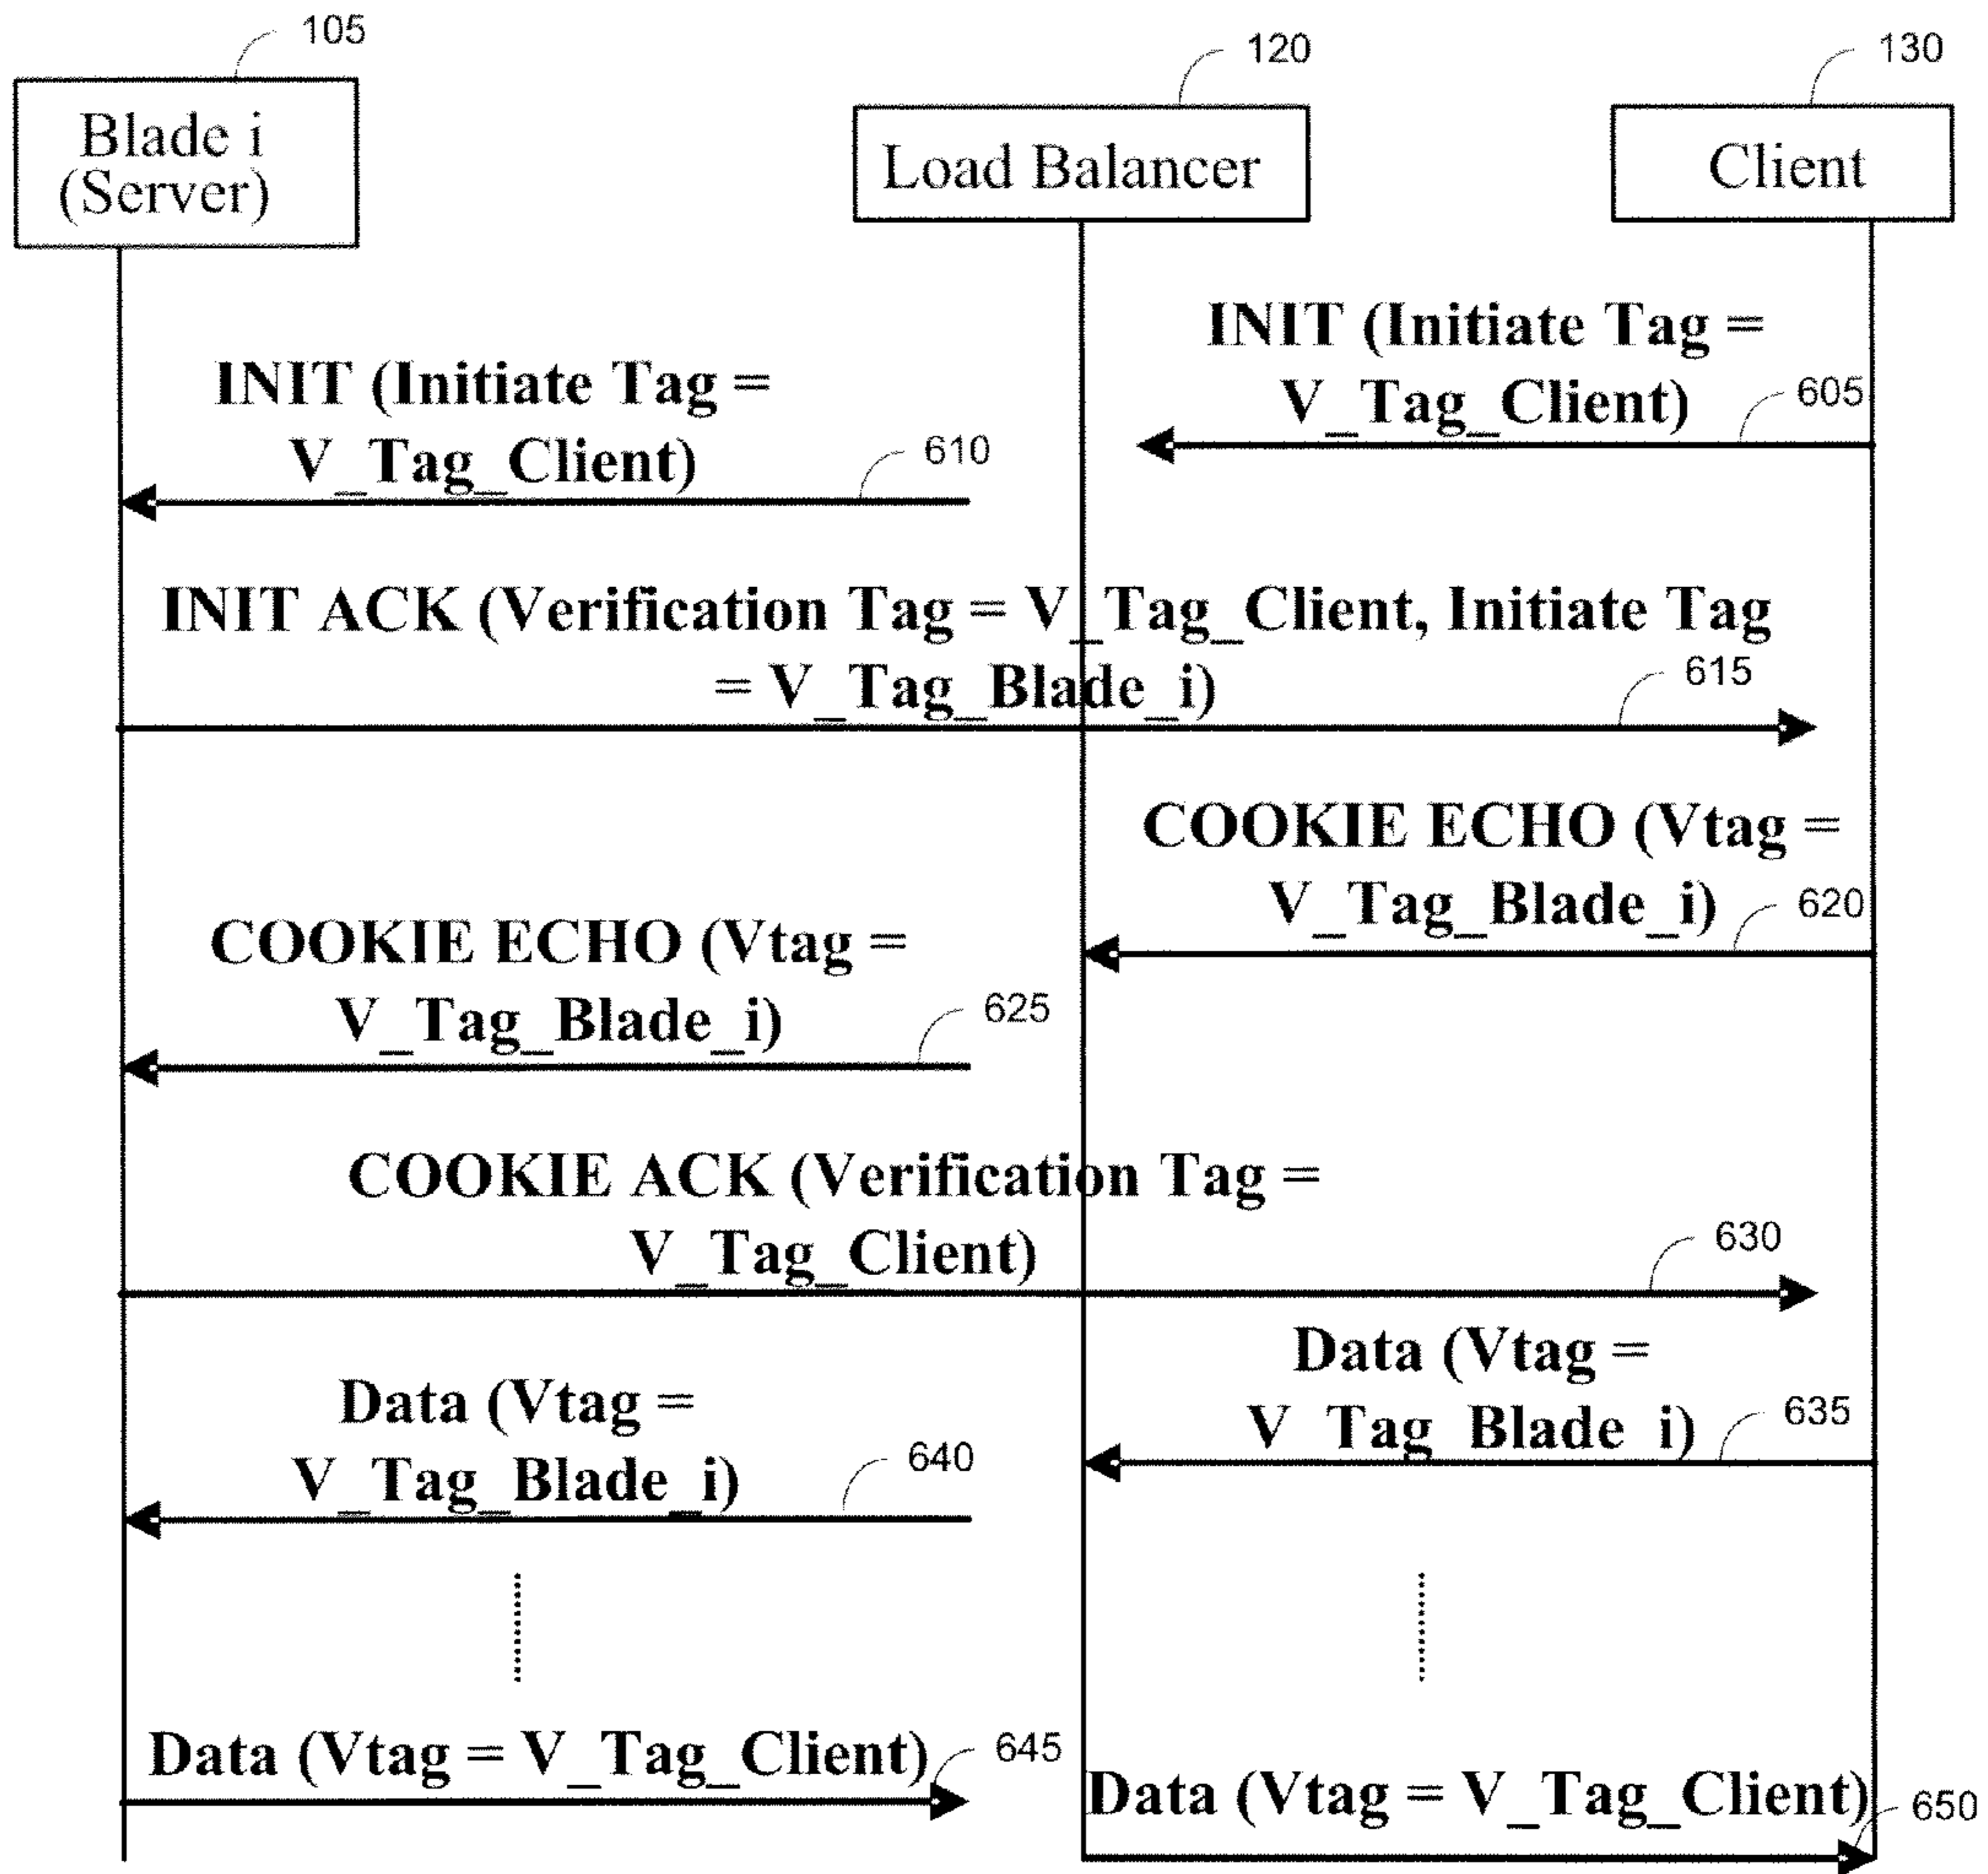 105
120
130
Blade i
(Server)
Load Balancer
Client
INIT (Initiate Tag =
V_Tag_Client)
605
INIT (Initiate Tag =
V_Tag_Client)
610
INIT ACK (Verification Tag = V_Tag_Client, Initiate Tag
= V_Tag_Blade_i)
615
COOKIE ECHO (Vtag =
V_Tag_Blade_i)
620
COOKIE ECHO (Vtag =
V_Tag_Blade_i)
625
COOKIE ACK (Verification Tag =
V_Tag_Client)
630
Data (Vtag =
V_Tag_Blade_i)
635
Data (Vtag =
V_Tag_Blade_i)
640
Data (Vtag = V_Tag_Client)
645
Data (Vtag = V_Tag_Client)
650